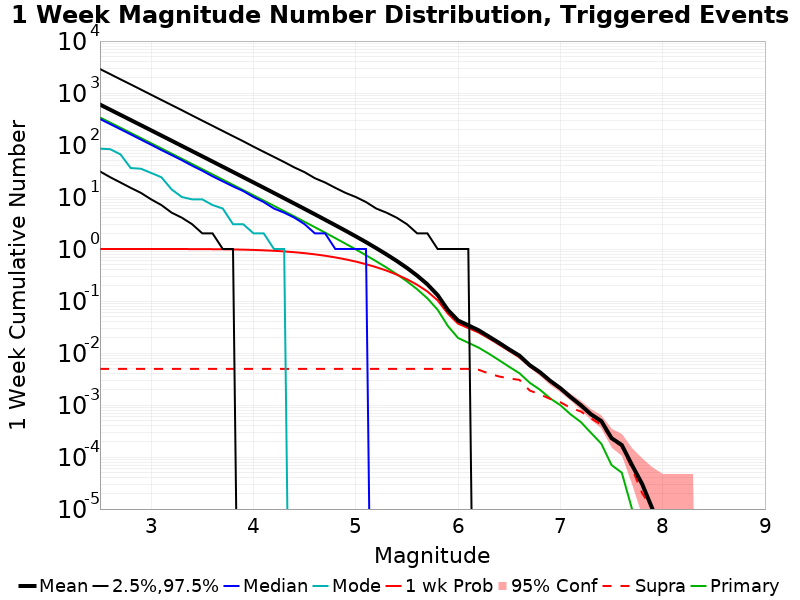 1 Week Magnitude Number Distribution, Triggered Events
1 Week Cumulative Number
10^4
10^3
10^2
10^1
10^0
10^-1
10^-2
10^-3
10^-4
10^-5
3 4 5 6 7 8 9
Magnitude
Mean 2.5%,97.5% Median Mode 1 wk Prob 95% Conf Supra Primary